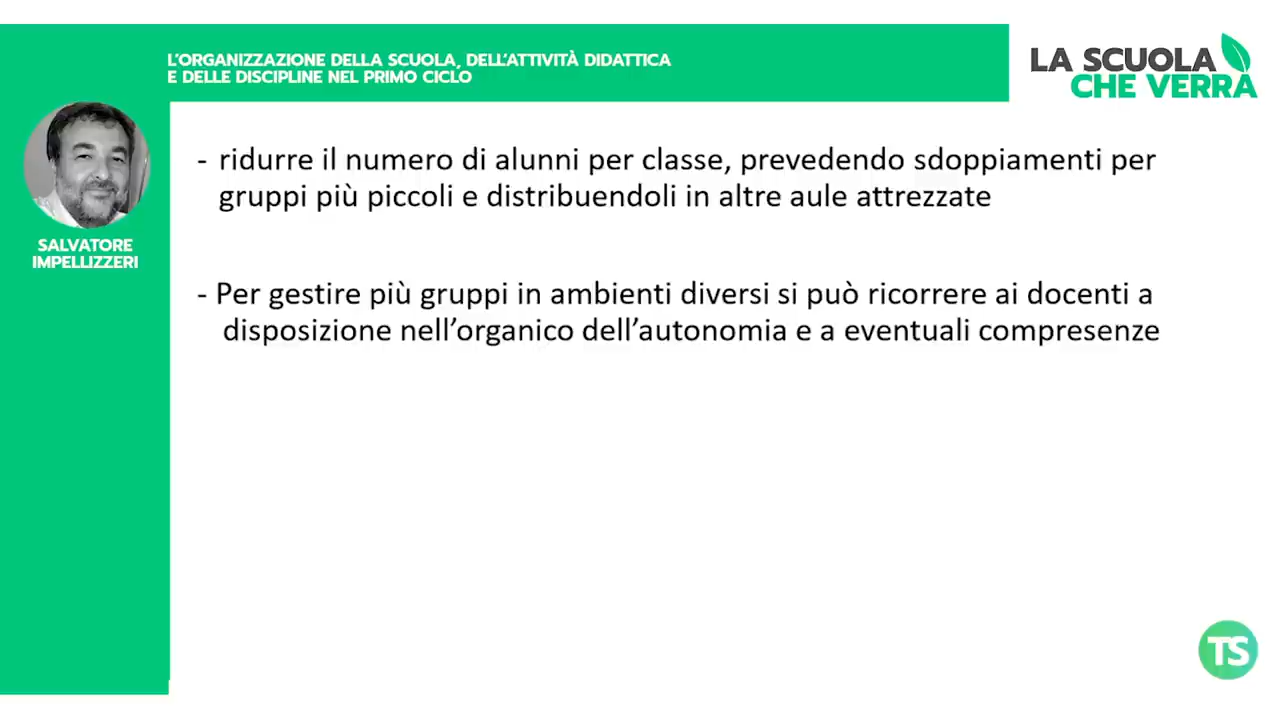 L'ORGANIZZAZIONE DELLA SCUOLA, DELL'ATTIVITÀ DIDATTICA
E DELLE DISCIPLINE NEL PRIMO CICLO
LA SCUOLA
CHE VERRÀ
SALVATORE
IMPELLIZZERI
- ridurre il numero di alunni per classe, prevedendo sdoppiamenti per
gruppi più piccoli e distribuendoli in altre aule attrezzate
- Per gestire più gruppi in ambienti diversi si può ricorrere ai docenti a
disposizione nell'organico dell'autonomia e a eventuali compresenze
TS